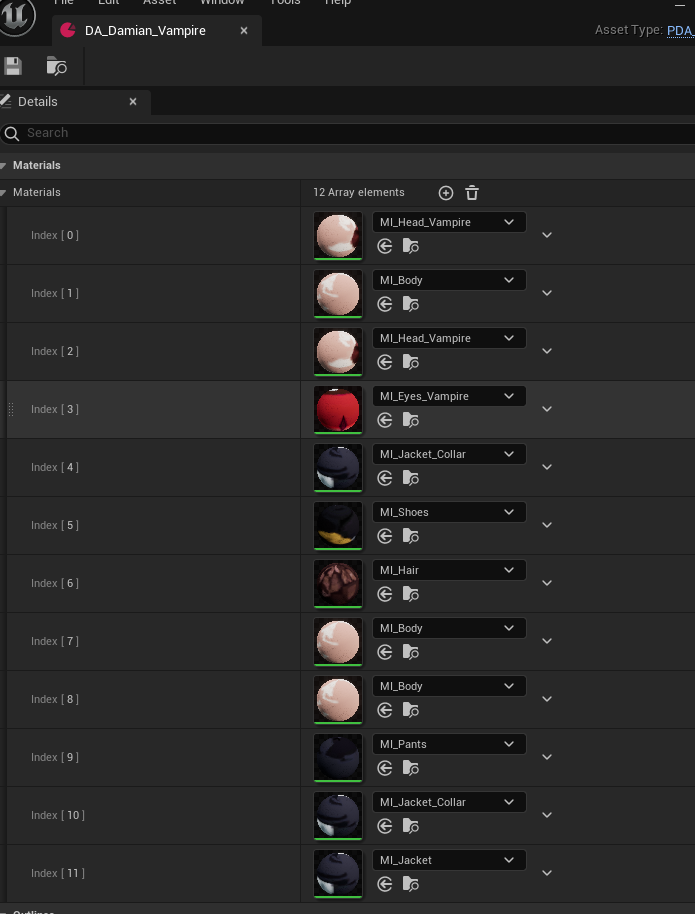 File Edit Asset Window Tools Help
DA_Damian_Vampire
Asset Type: PDA_
Details
Search
Materials
Materials 12 Array elements
Index [ 0 ] MI_Head_Vampire
Index [ 1 ] MI_Body
Index [ 2 ] MI_Head_Vampire
Index [ 3 ] MI_Eyes_Vampire
Index [ 4 ] MI_Jacket_Collar
Index [ 5 ] MI_Shoes
Index [ 6 ] MI_Hair
Index [ 7 ] MI_Body
Index [ 8 ] MI_Body
Index [ 9 ] MI_Pants
Index [ 10 ] MI_Jacket_Collar
Index [ 11 ] MI_Jacket